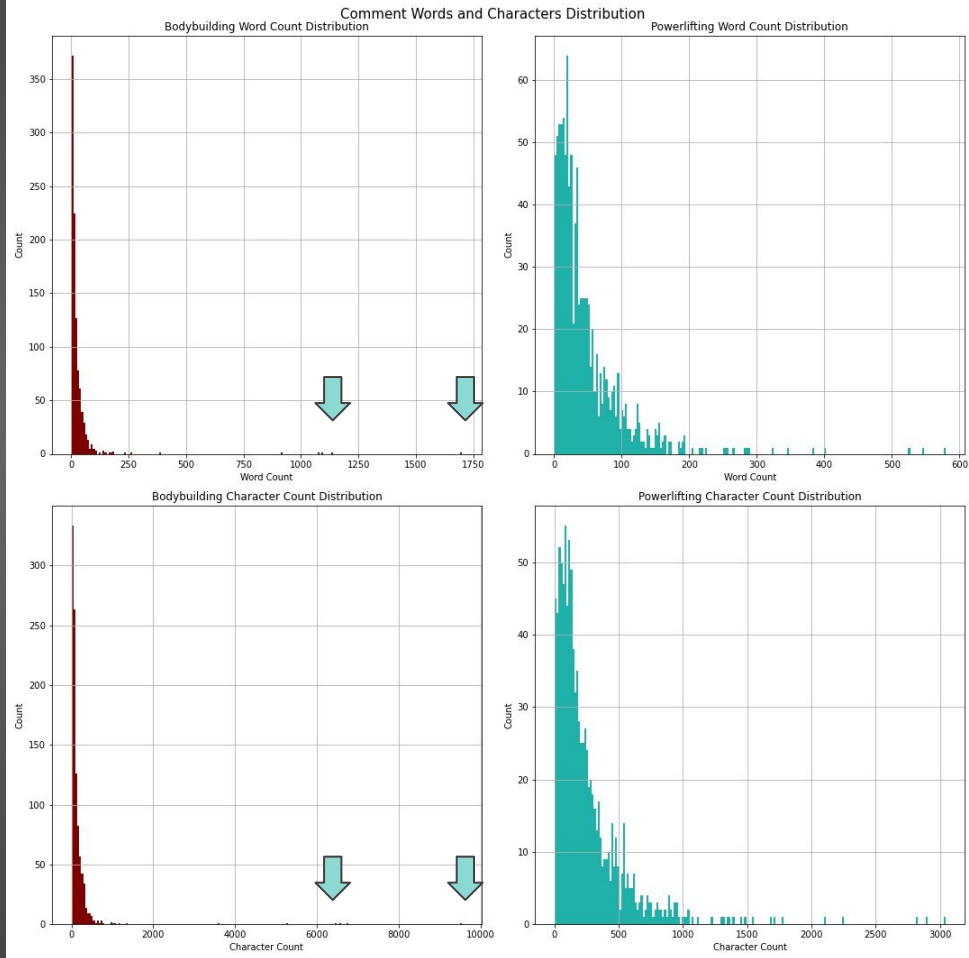 Comment Words and Characters Distribution
Bodybuilding Word Count Distribution
Count
350
300
250
200
150
100
50
0
0 250 500 750 1000 1250 1500 1750
Word Count
Powerlifting Word Count Distribution
Count
60
50
40
30
20
10
0
0 100 200 300 400 500 600
Word Count
Bodybuilding Character Count Distribution
Count
300
250
200
150
100
50
0
0 2000 4000 6000 8000 10000
Character Count
Powerlifting Character Count Distribution
Count
50
40
30
20
10
0
0 500 1000 1500 2000 2500 3000
Character Count